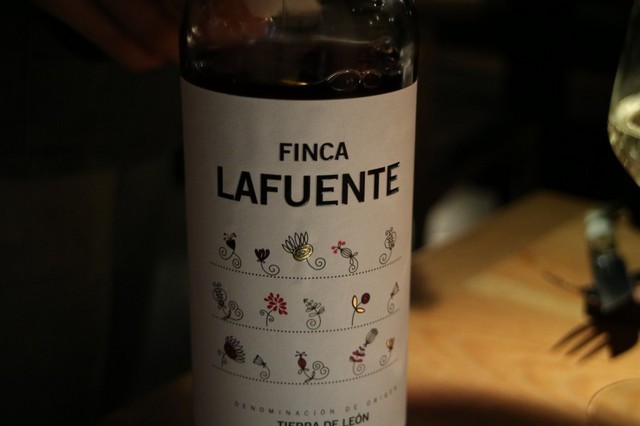 FINCA
LAFUENTE
DENOMINACIÓN DE ORIGEN
TIERRA DE LEÓN